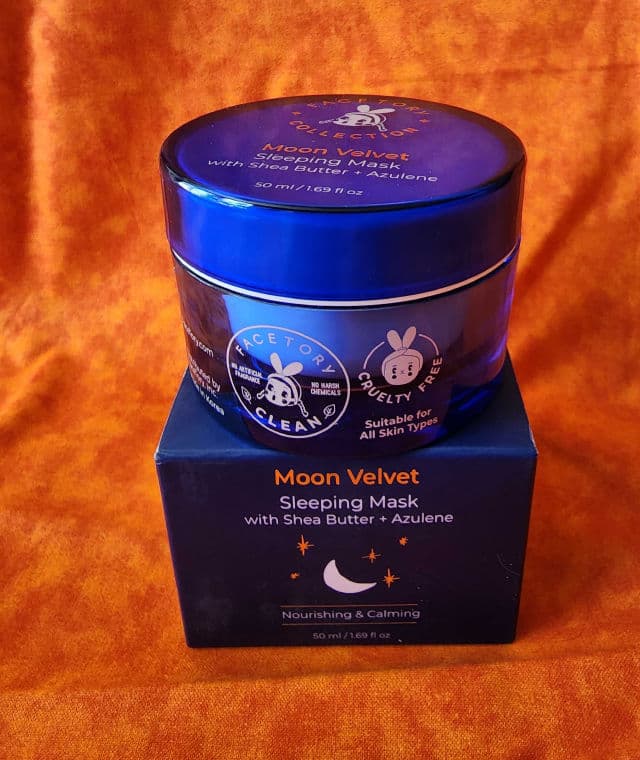 FACETORY
COLLECTION
Moon Velvet
Sleeping Mask
with Shea Butter + Azulene
50 ml / 1.69 fl oz
FACETORY
NO ARTIFICIAL
FRAGRANCE
NO HARSH
CHEMICALS
CLEAN
CRUELTY FREE
Suitable for
All Skin Types
Moon Velvet
Sleeping Mask
with Shea Butter + Azulene
Nourishing & Calming
50 ml / 1.69 fl oz